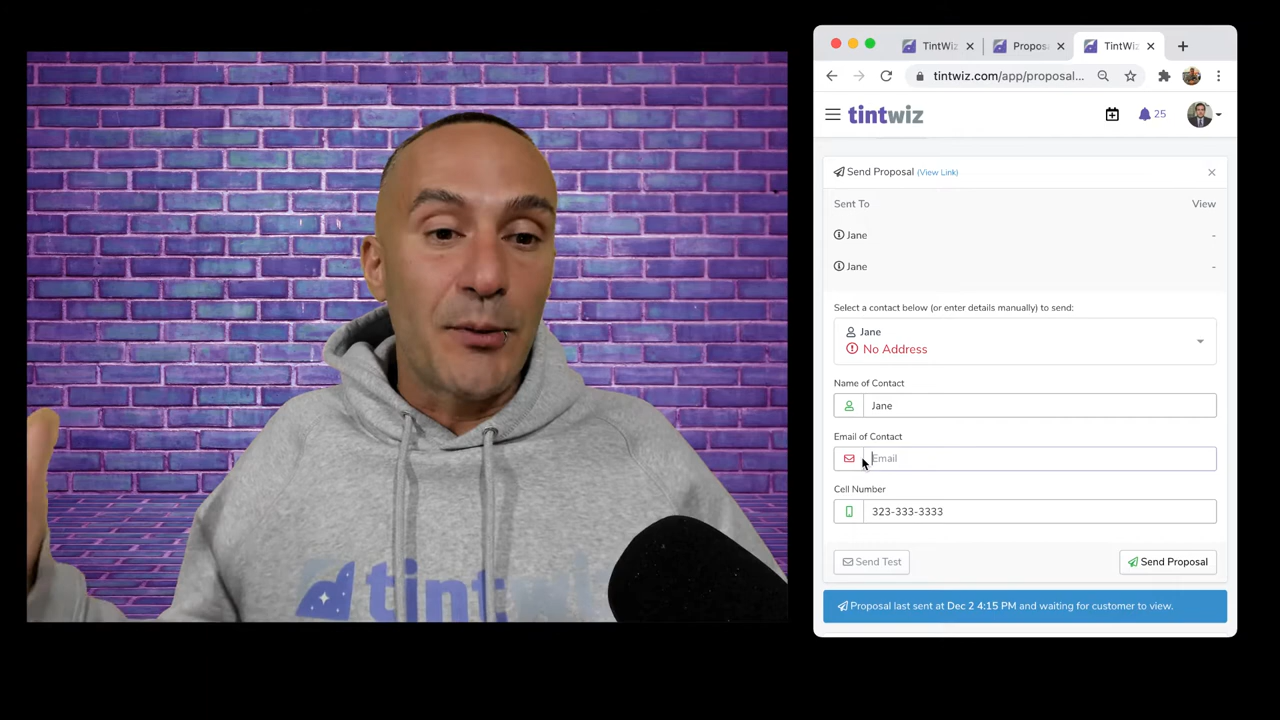 TintWiz
Propos
TintWiz
tintwiz.com/app/proposal...
tintwiz
25
Send Proposal (View Link)
Sent To
View
Jane
-
Jane
-
Select a contact below (or enter details manually) to send:
Jane
No Address
Name of Contact
Jane
Email of Contact
Email
Cell Number
323-333-3333
Send Test
Send Proposal
Proposal last sent at Dec 2 4:15 PM and waiting for customer to view.
tint